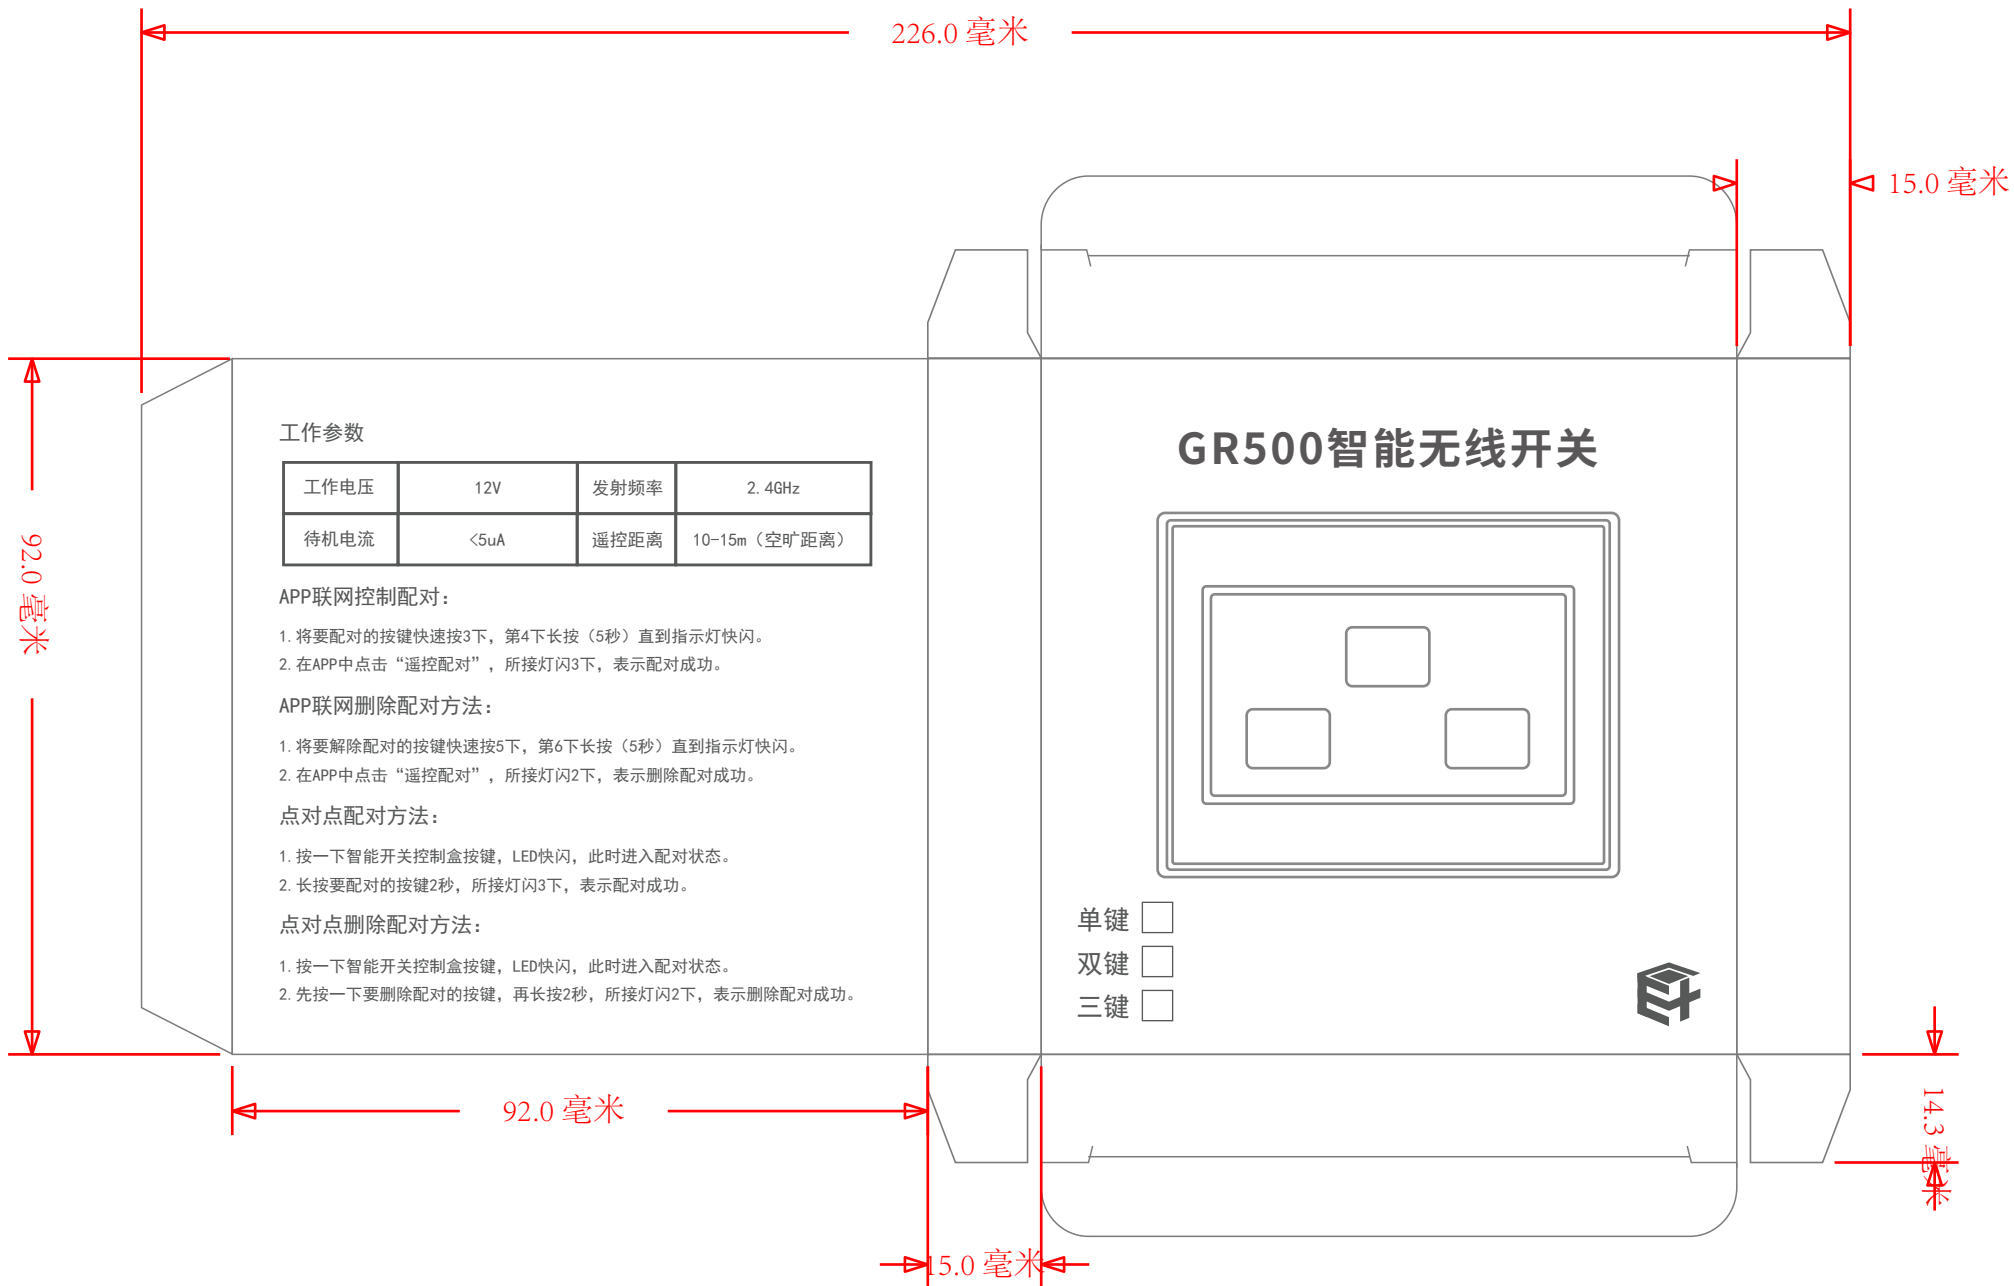 226.0 毫米
15.0 毫米
工作参数
工作电压 12V 发射频率 2.4GHz
待机电流 <5uA 遥控距离 10-15m（空旷距离）
APP联网控制配对：
1.将要配对的按键快速按3下，第4下长按（5秒）直到指示灯快闪。
2.在APP中点击“遥控配对”，所接灯闪3下，表示配对成功。
APP联网删除配对方法：
1.将要解除配对的按键快速按5下，第6下长按（5秒）直到指示灯快闪。
2.在APP中点击“遥控配对”，所接灯闪2下，表示删除配对成功。
点对点配对方法：
1.按一下智能开关控制盒按键，LED快闪，此时进入配对状态。
2.长按要配对的按键2秒，所接灯闪3下，表示配对成功。
点对点删除配对方法：
1.按一下智能开关控制盒按键，LED快闪，此时进入配对状态。
2.先按一下要删除配对的按键，再长按2秒，所接灯闪2下，表示删除配对成功。
GR500智能无线开关
单键
双键
三键
92.0 毫米
92.0 毫米
14.3 毫米
15.0 毫米